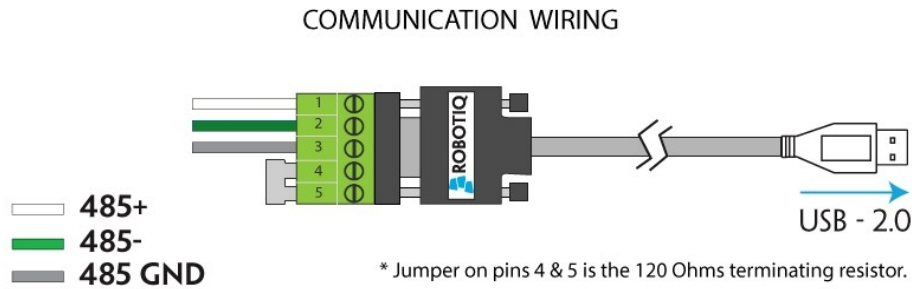 COMMUNICATION WIRING
1
2
3
4
5
ROBOTIQ
485+
485-
485 GND
USB - 2.0
* Jumper on pins 4 & 5 is the 120 Ohms terminating resistor.